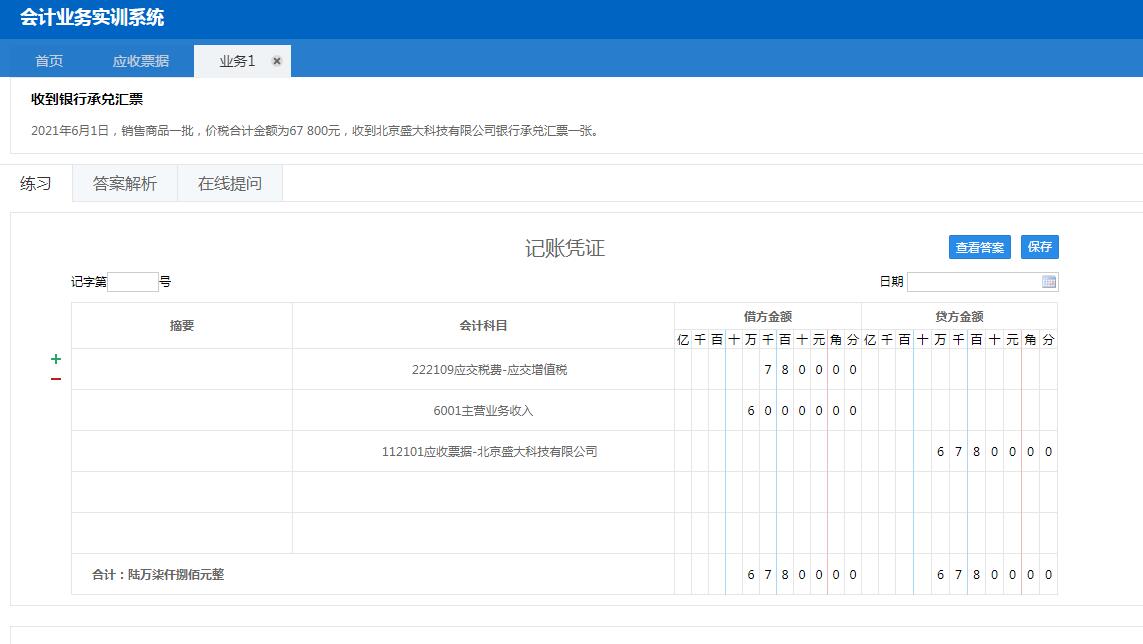 会计业务实训系统
首页 应收票据 业务1
收到银行承兑汇票
2021年6月1日，销售商品一批，价税合计金额为67 800元，收到北京盛大科技有限公司银行承兑汇票一张。
练习 答案解析 在线提问
记账凭证 查看答案 保存
记字第 号 日期
摘要 会计科目 借方金额 贷方金额
亿 千 百 十 万 千 百 十 元 角 分 亿 千 百 十 万 千 百 十 元 角 分
222109应交税费-应交增值税 7 8 0 0 0 0
6001主营业务收入 6 0 0 0 0 0 0
112101应收票据-北京盛大科技有限公司 6 7 8 0 0 0 0
合计：陆万柒仟捌佰元整 6 7 8 0 0 0 0 6 7 8 0 0 0 0